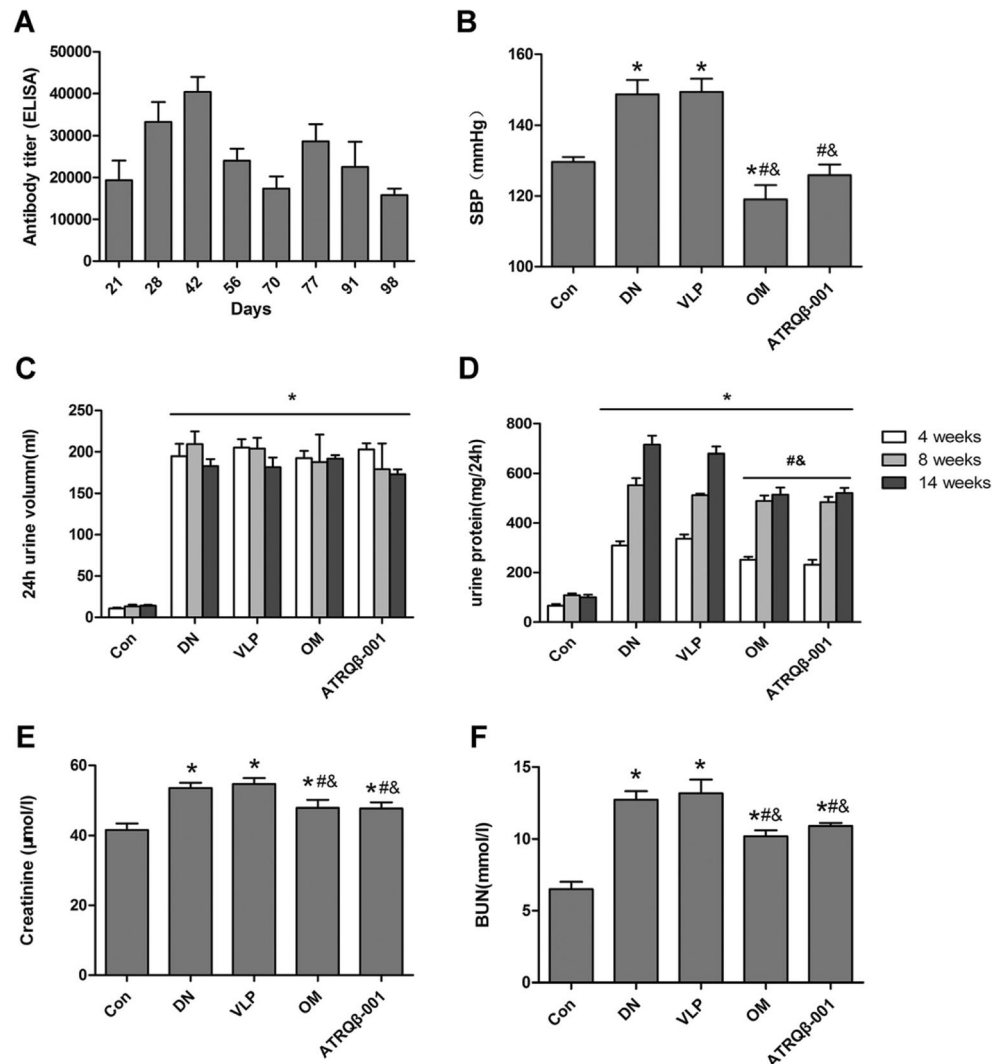 A
Antibody titer (ELISA)
50000
40000
30000
20000
10000
0
21 28 42 56 70 77 91 98
Days
B
SBP（mmHg）
160
140
120
100
* * *#& #&
Con DN VLP OM ATRQβ-001
C
24h urine volumn(ml)
250
200
150
100
50
0
*
Con DN VLP OM ATRQβ-001
D
urine protein(mg/24h)
800
600
400
200
0
*
#&
Con DN VLP OM ATRQβ-001
4 weeks
8 weeks
14 weeks
E
Creatinine (μmol/l)
60
40
20
0
* * *#& *#&
Con DN VLP OM ATRQβ-001
F
BUN(mmol/l)
15
10
5
0
* * *#& *#&
Con DN VLP OM ATRQβ-001